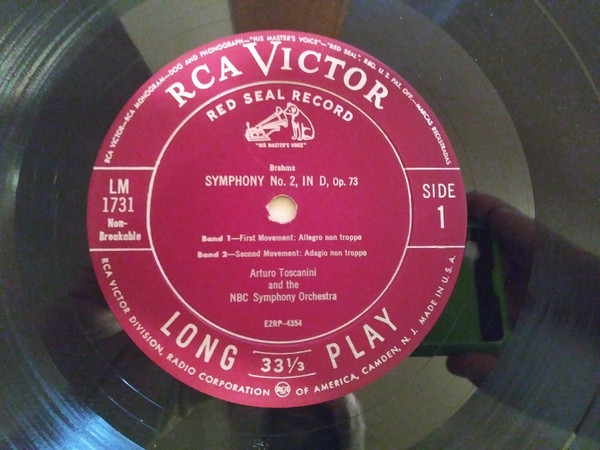 RCA VICTOR—RCA MONOGRAM—DOG AND PHONOGRAPH—"HIS MASTER'S VOICE"—"RED SEAL", REG. U. S. PAT. OFF.—MARCAS REGISTRADAS
RCA VICTOR
RED SEAL RECORD
"HIS MASTER'S VOICE"
Brahms
SYMPHONY No. 2, IN D, Op. 73
LM
1731
Non-
Breakable
SIDE
1
Band 1—First Movement: Allegro non troppo
Band 2—Second Movement: Adagio non troppo
Arturo Toscanini
and the
NBC Symphony Orchestra
E2RP-4354
LONG 33⅓ PLAY
RCA VICTOR DIVISION, RADIO CORPORATION RCA OF AMERICA, CAMDEN, N. J. MADE IN U.S.A.